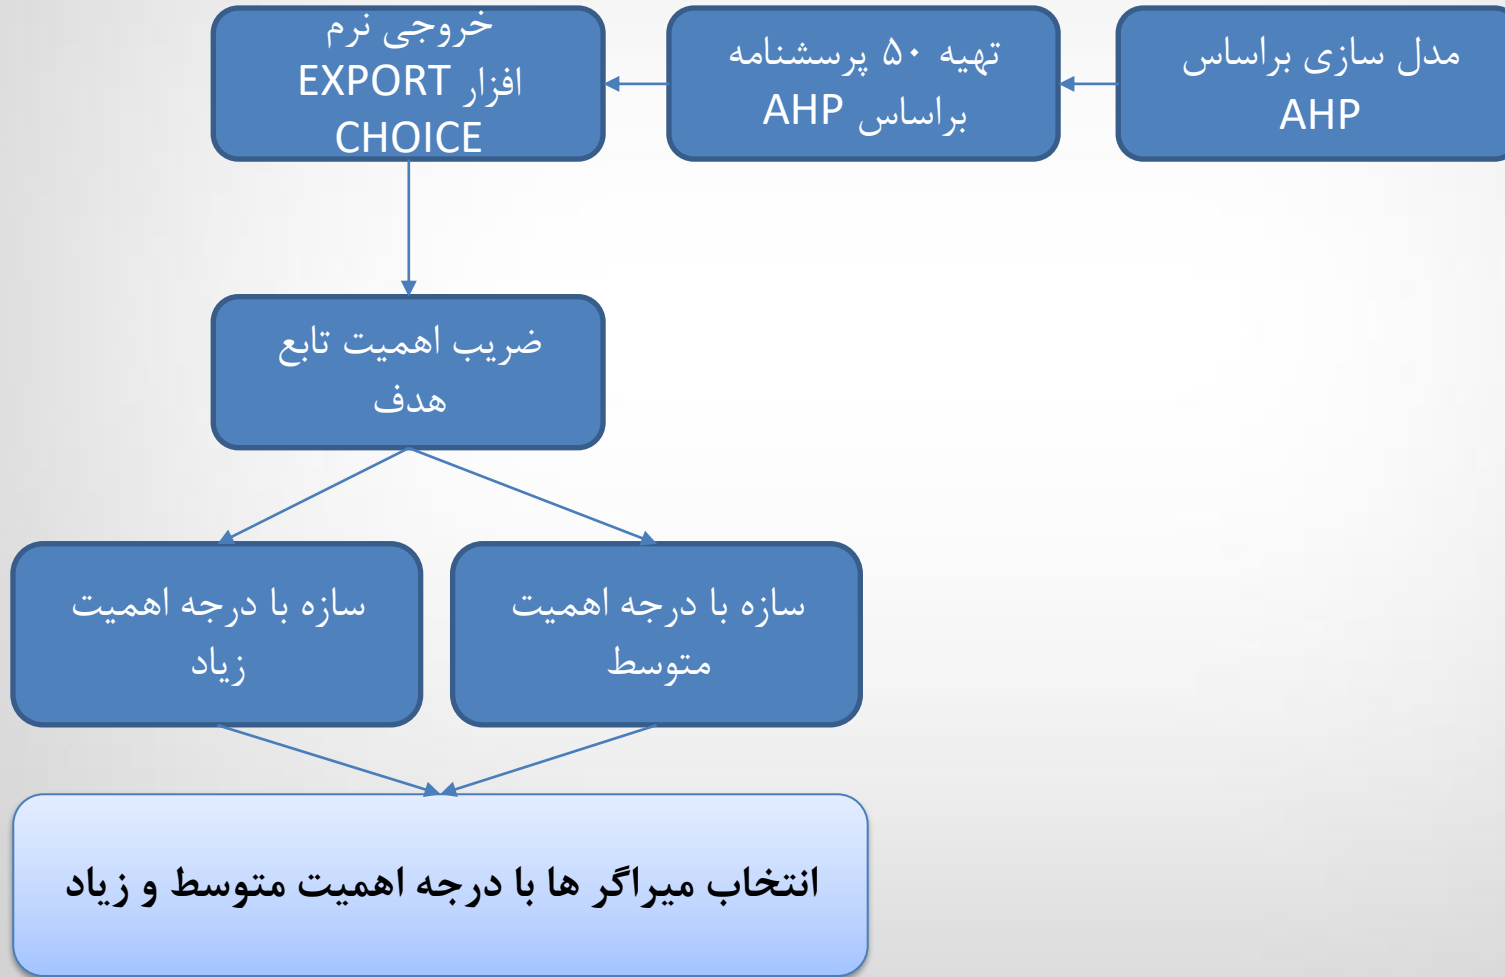 مدل سازی براساس
AHP
تهیه ۵۰ پرسشنامه
براساس AHP
خروجی نرم
افزار EXPORT
CHOICE
ضریب اهمیت تابع
هدف
سازه با درجه اهمیت
متوسط
سازه با درجه اهمیت
زیاد
انتخاب میراگر ها با درجه اهمیت متوسط و زیاد